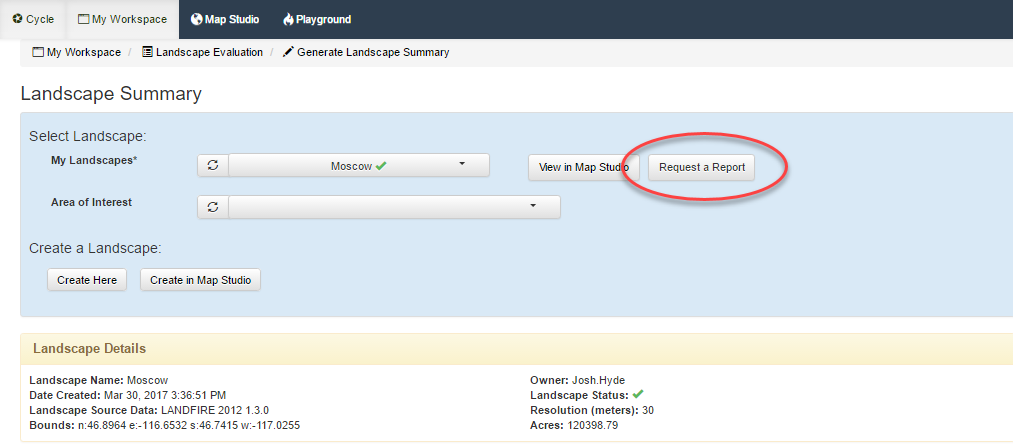 Cycle My Workspace Map Studio Playground
My Workspace / Landscape Evaluation / Generate Landscape Summary
Landscape Summary
Select Landscape:
My Landscapes* Moscow View in Map Studio Request a Report
Area of Interest
Create a Landscape:
Create Here Create in Map Studio
Landscape Details
Landscape Name: Moscow Owner: Josh.Hyde
Date Created: Mar 30, 2017 3:36:51 PM Landscape Status:
Landscape Source Data: LANDFIRE 2012 1.3.0 Resolution (meters): 30
Bounds: n:46.8964 e:-116.6532 s:46.7415 w:-117.0255 Acres: 120398.79